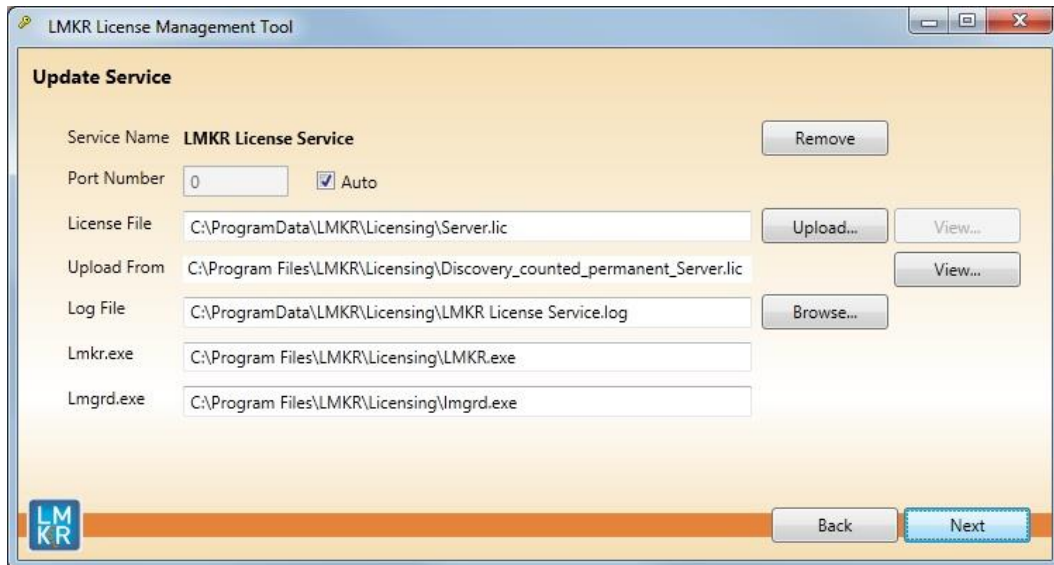 LMKR License Management Tool
Update Service
Service Name LMKR License Service Remove
Port Number 0 Auto
License File C:\ProgramData\LMKR\Licensing\Server.lic Upload... View...
Upload From C:\Program Files\LMKR\Licensing\Discovery_counted_permanent_Server.lic View...
Log File C:\ProgramData\LMKR\Licensing\LMKR License Service.log Browse...
Lmkr.exe C:\Program Files\LMKR\Licensing\LMKR.exe
Lmgrd.exe C:\Program Files\LMKR\Licensing\lmgrd.exe
LM
KR
Back Next